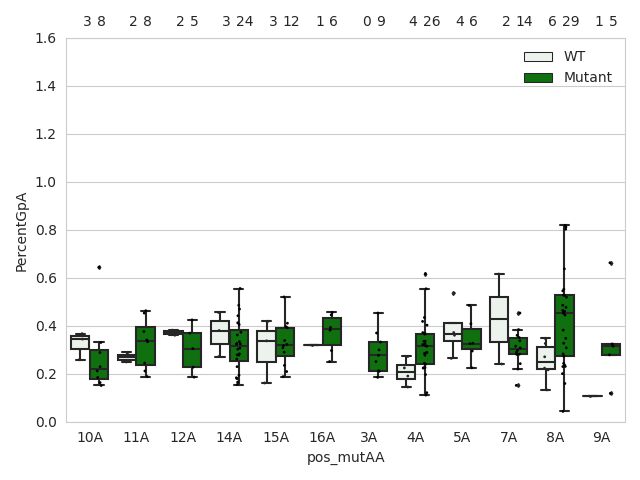 3 8 2 8 2 5 3 24 3 12 1 6 0 9 4 26 4 6 2 14 6 29 1 5
WT
Mutant
PercentGpA
1.6
1.4
1.2
1.0
0.8
0.6
0.4
0.2
0.0
10A 11A 12A 14A 15A 16A 3A 4A 5A 7A 8A 9A
pos_mutAA